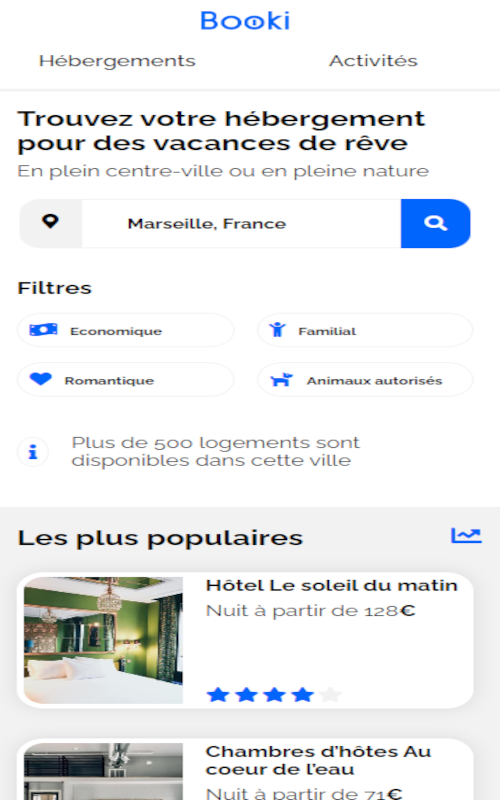 Booki
Hébergements
Activités
Trouvez votre hébergement
pour des vacances de rêve
En plein centre-ville ou en pleine nature
Marseille, France
Filtres
Economique
Familial
Romantique
Animaux autorisés
Plus de 500 logements sont
disponibles dans cette ville
Les plus populaires
Hôtel Le soleil du matin
Nuit à partir de 128€
Chambres d'hôtes Au
coeur de l'eau
Nuit à partir de 71€